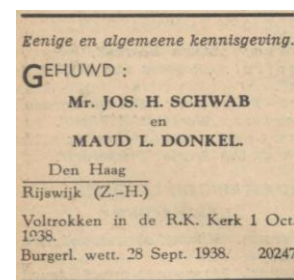 Eenige en algemeene kennisgeving.
GEHUWD :
Mr. JOS. H. SCHWAB
en
MAUD L. DONKEL.
Den Haag
Rijswijk (Z.-H.)
Voltrokken in de R.K. Kerk 1 Oct.
1938.
Burgerl. wett. 28 Sept. 1938. 20247